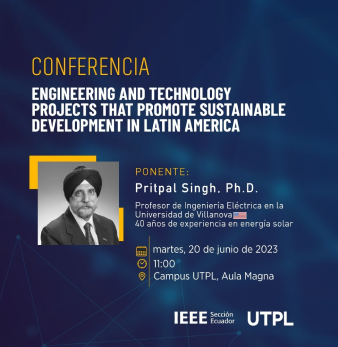 CONFERENCIA
ENGINEERING AND TECHNOLOGY
PROJECTS THAT PROMOTE SUSTAINABLE
DEVELOPMENT IN LATIN AMERICA
PONENTE:
Pritpal Singh, Ph.D.
Profesor de Ingeniería Eléctrica en la
Universidad de Villanova
40 años de experiencia en energía solar
martes, 20 de junio de 2023
11:00
Campus UTPL, Aula Magna
IEEE Sección Ecuador UTPL